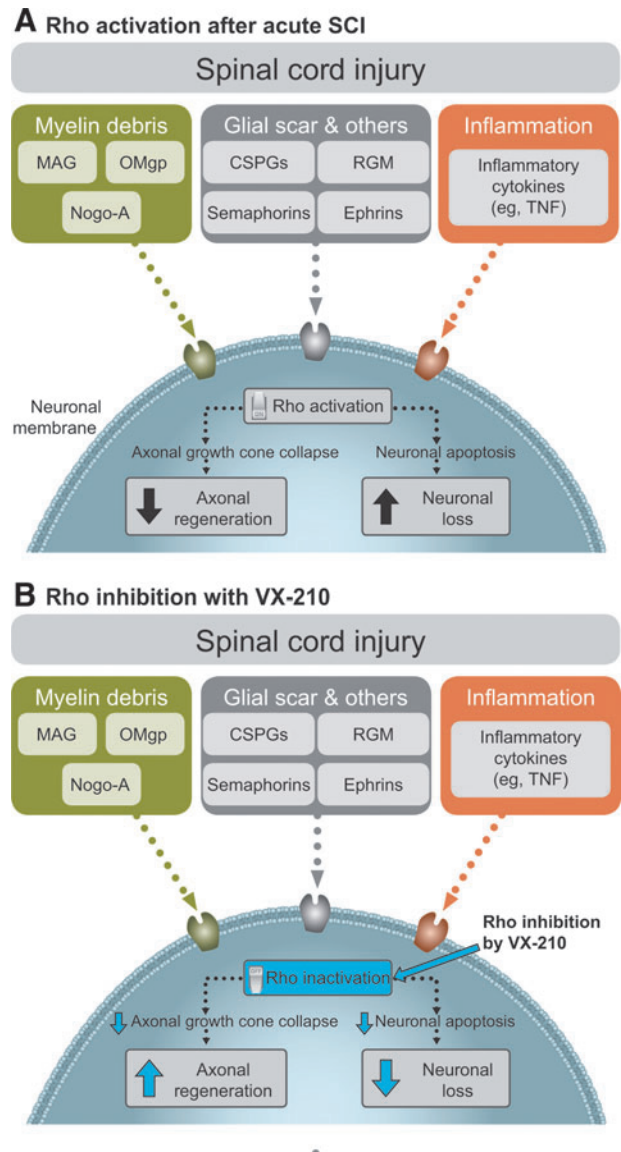 A Rho activation after acute SCI
Spinal cord injury
Myelin debris
MAG
OMgp
Nogo-A
Glial scar & others
CSPGs
RGM
Semaphorins
Ephrins
Inflammation
Inflammatory
cytokines
(eg, TNF)
Neuronal
membrane
ON
Rho activation
Axonal growth cone collapse
Neuronal apoptosis
Axonal
regeneration
Neuronal
loss
B Rho inhibition with VX-210
Spinal cord injury
Myelin debris
MAG
OMgp
Nogo-A
Glial scar & others
CSPGs
RGM
Semaphorins
Ephrins
Inflammation
Inflammatory
cytokines
(eg, TNF)
Rho inhibition
by VX-210
OFF
Rho inactivation
Axonal growth cone collapse
Neuronal apoptosis
Axonal
regeneration
Neuronal
loss